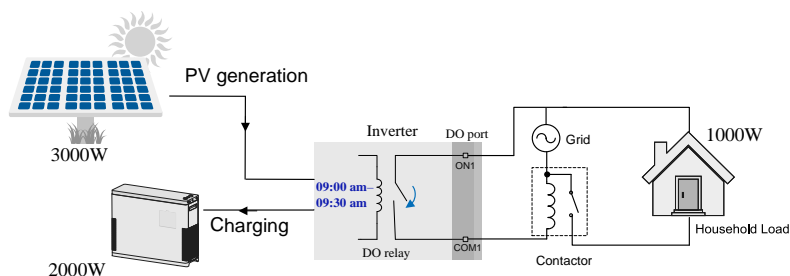 PV generation
3000W
Inverter
DO port
ON1
Grid
1000W
09:00 am–
09:30 am
Charging
DO relay
COM1
Contactor
Household Load
2000W